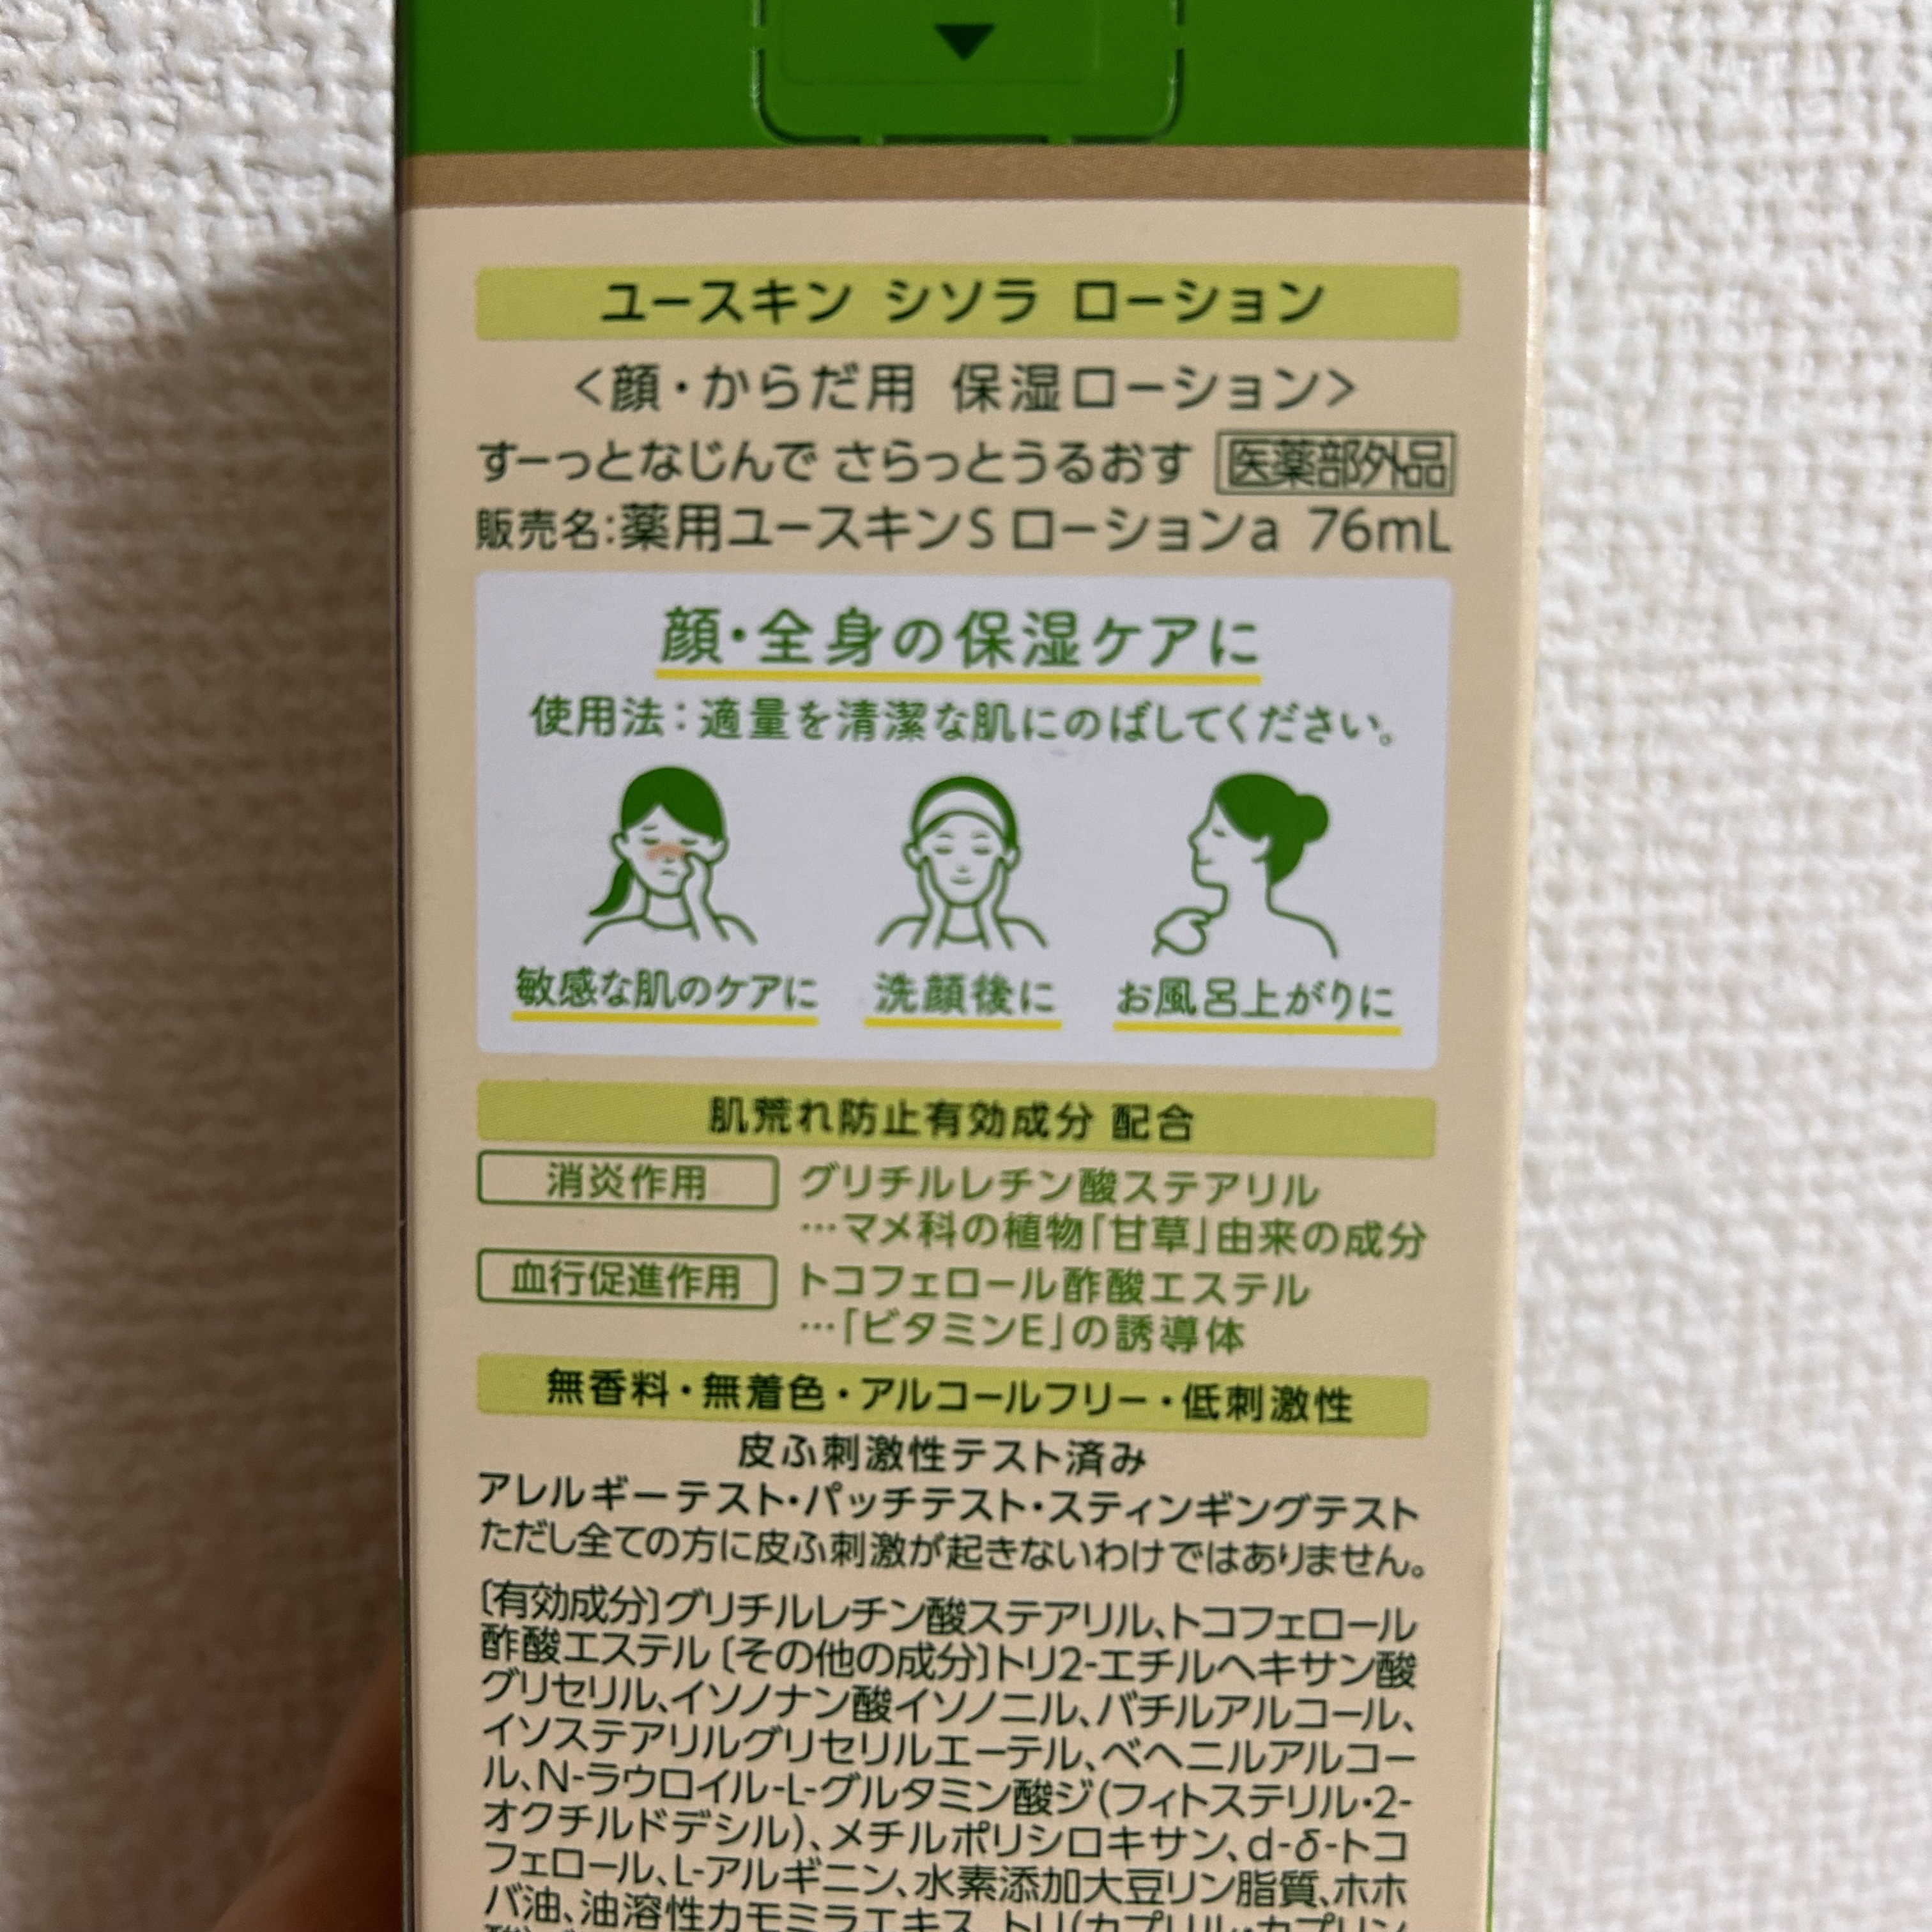 ユースキン シソラ ローション
<顔・からだ用 保湿ローション>
すーっとなじんで さらっとうるおす 医薬部外品
販売名:薬用ユースキンS ローションa 76mL
顔・全身の保湿ケアに
使用法：適量を清潔な肌にのばしてください。
敏感な肌のケアに 洗顔後に お風呂上がりに
肌荒れ防止有効成分 配合
消炎作用 グリチルレチン酸ステアリル
…マメ科の植物「甘草」由来の成分
血行促進作用 トコフェロール酢酸エステル
…「ビタミンE」の誘導体
無香料・無着色・アルコールフリー・低刺激性
皮ふ刺激性テスト済み
アレルギーテスト・パッチテスト・スティンギングテスト
ただし全ての方に皮ふ刺激が起きないわけではありません。
〔有効成分〕グリチルレチン酸ステアリル、トコフェロール
酢酸エステル〔その他の成分〕トリ2-エチルヘキサン酸
グリセリル、イソノナン酸イソノニル、バチルアルコール、
イソステアリルグリセリルエーテル、ベヘニルアルコー
ル、N-ラウロイル-L-グルタミン酸ジ(フィトステリル・2-
オクチルドデシル)、メチルポリシロキサン、d-δ-トコ
フェロール、L-アルギニン、水素添加大豆リン脂質、ホホ
バ油、油溶性カモミラエキス、トリ(カプリル・カプリン